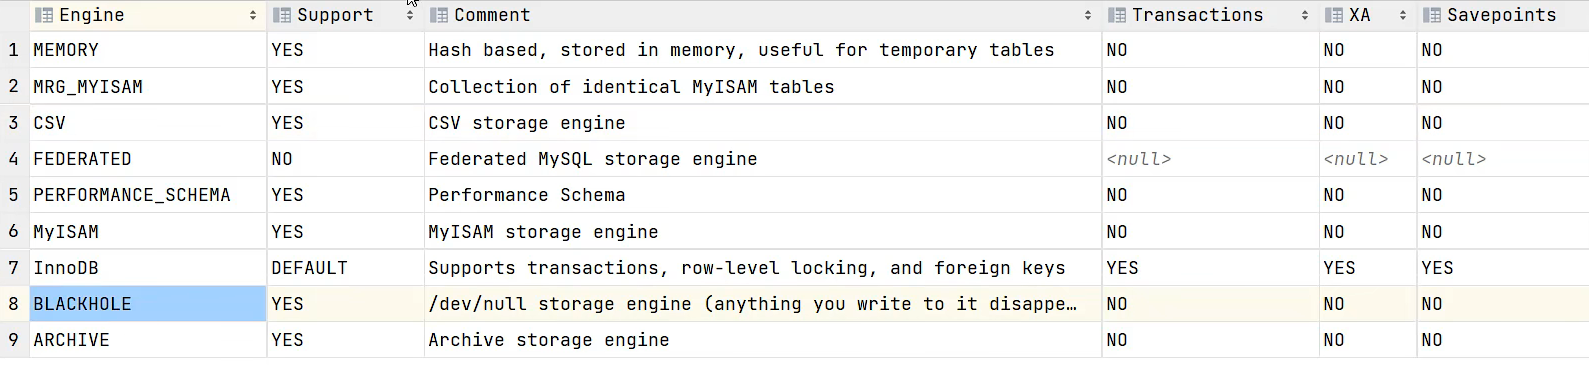 Engine Support Comment Transactions XA Savepoints
1 MEMORY YES Hash based, stored in memory, useful for temporary tables NO NO NO
2 MRG_MYISAM YES Collection of identical MyISAM tables NO NO NO
3 CSV YES CSV storage engine NO NO NO
4 FEDERATED NO Federated MySQL storage engine <null> <null> <null>
5 PERFORMANCE_SCHEMA YES Performance Schema NO NO NO
6 MyISAM YES MyISAM storage engine NO NO NO
7 InnoDB DEFAULT Supports transactions, row-level locking, and foreign keys YES YES YES
8 BLACKHOLE YES /dev/null storage engine (anything you write to it disappe… NO NO NO
9 ARCHIVE YES Archive storage engine NO NO NO